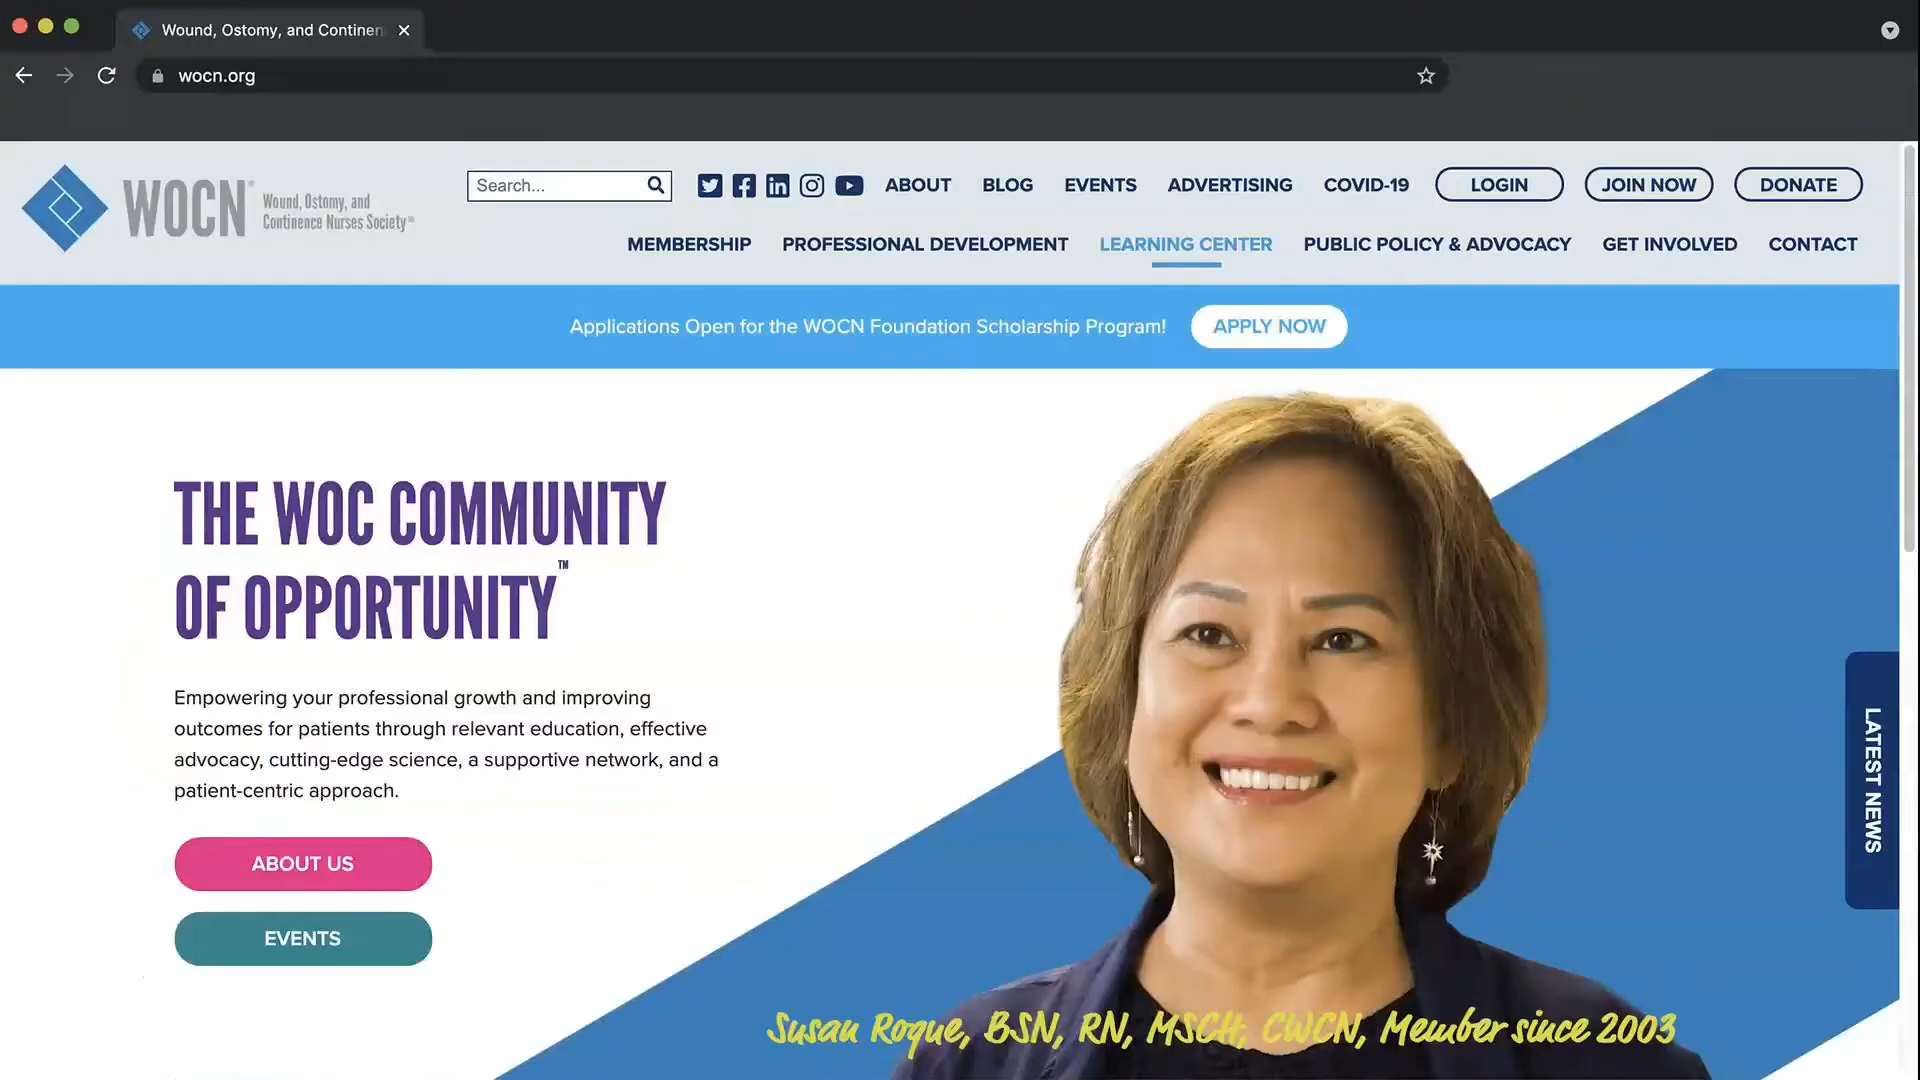 Wound, Ostomy, and Continen
wocn.org
WOCN® Wound, Ostomy, and
Continence Nurses Society®
Search...
ABOUT BLOG EVENTS ADVERTISING COVID-19 LOGIN JOIN NOW DONATE
MEMBERSHIP PROFESSIONAL DEVELOPMENT LEARNING CENTER PUBLIC POLICY & ADVOCACY GET INVOLVED CONTACT
Applications Open for the WOCN Foundation Scholarship Program! APPLY NOW
THE WOC COMMUNITY
OF OPPORTUNITY™
Empowering your professional growth and improving
outcomes for patients through relevant education, effective
advocacy, cutting-edge science, a supportive network, and a
patient-centric approach.
ABOUT US
EVENTS
LATEST NEWS
Susan Roque, BSN, RN, MSCH, CWCN, Member since 2003